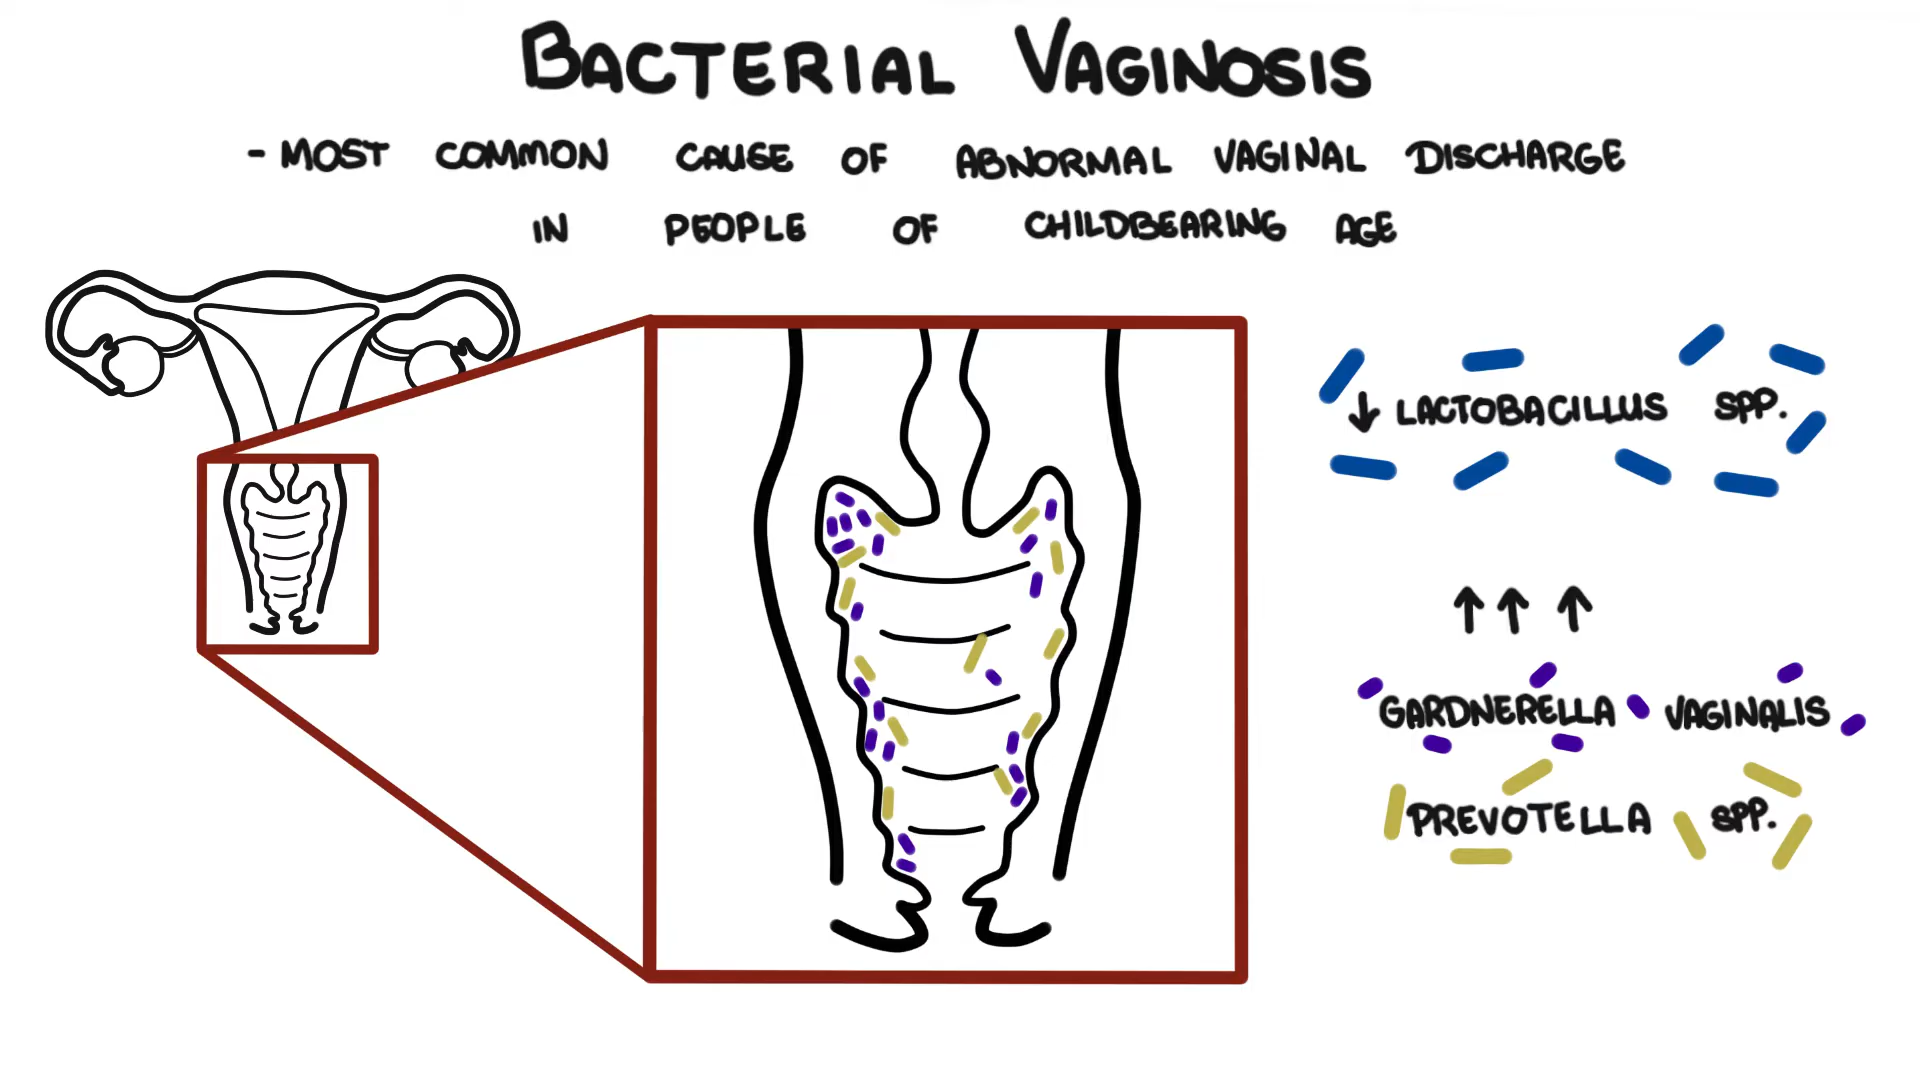 BACTERIAL VAGINOSIS
- MOST COMMON CAUSE OF ABNORMAL VAGINAL DISCHARGE
IN PEOPLE OF CHILDBEARING AGE
↓ LACTOBACILLUS SPP.
↑ ↑ ↑
GARDNERELLA VAGINALIS
PREVOTELLA SPP.